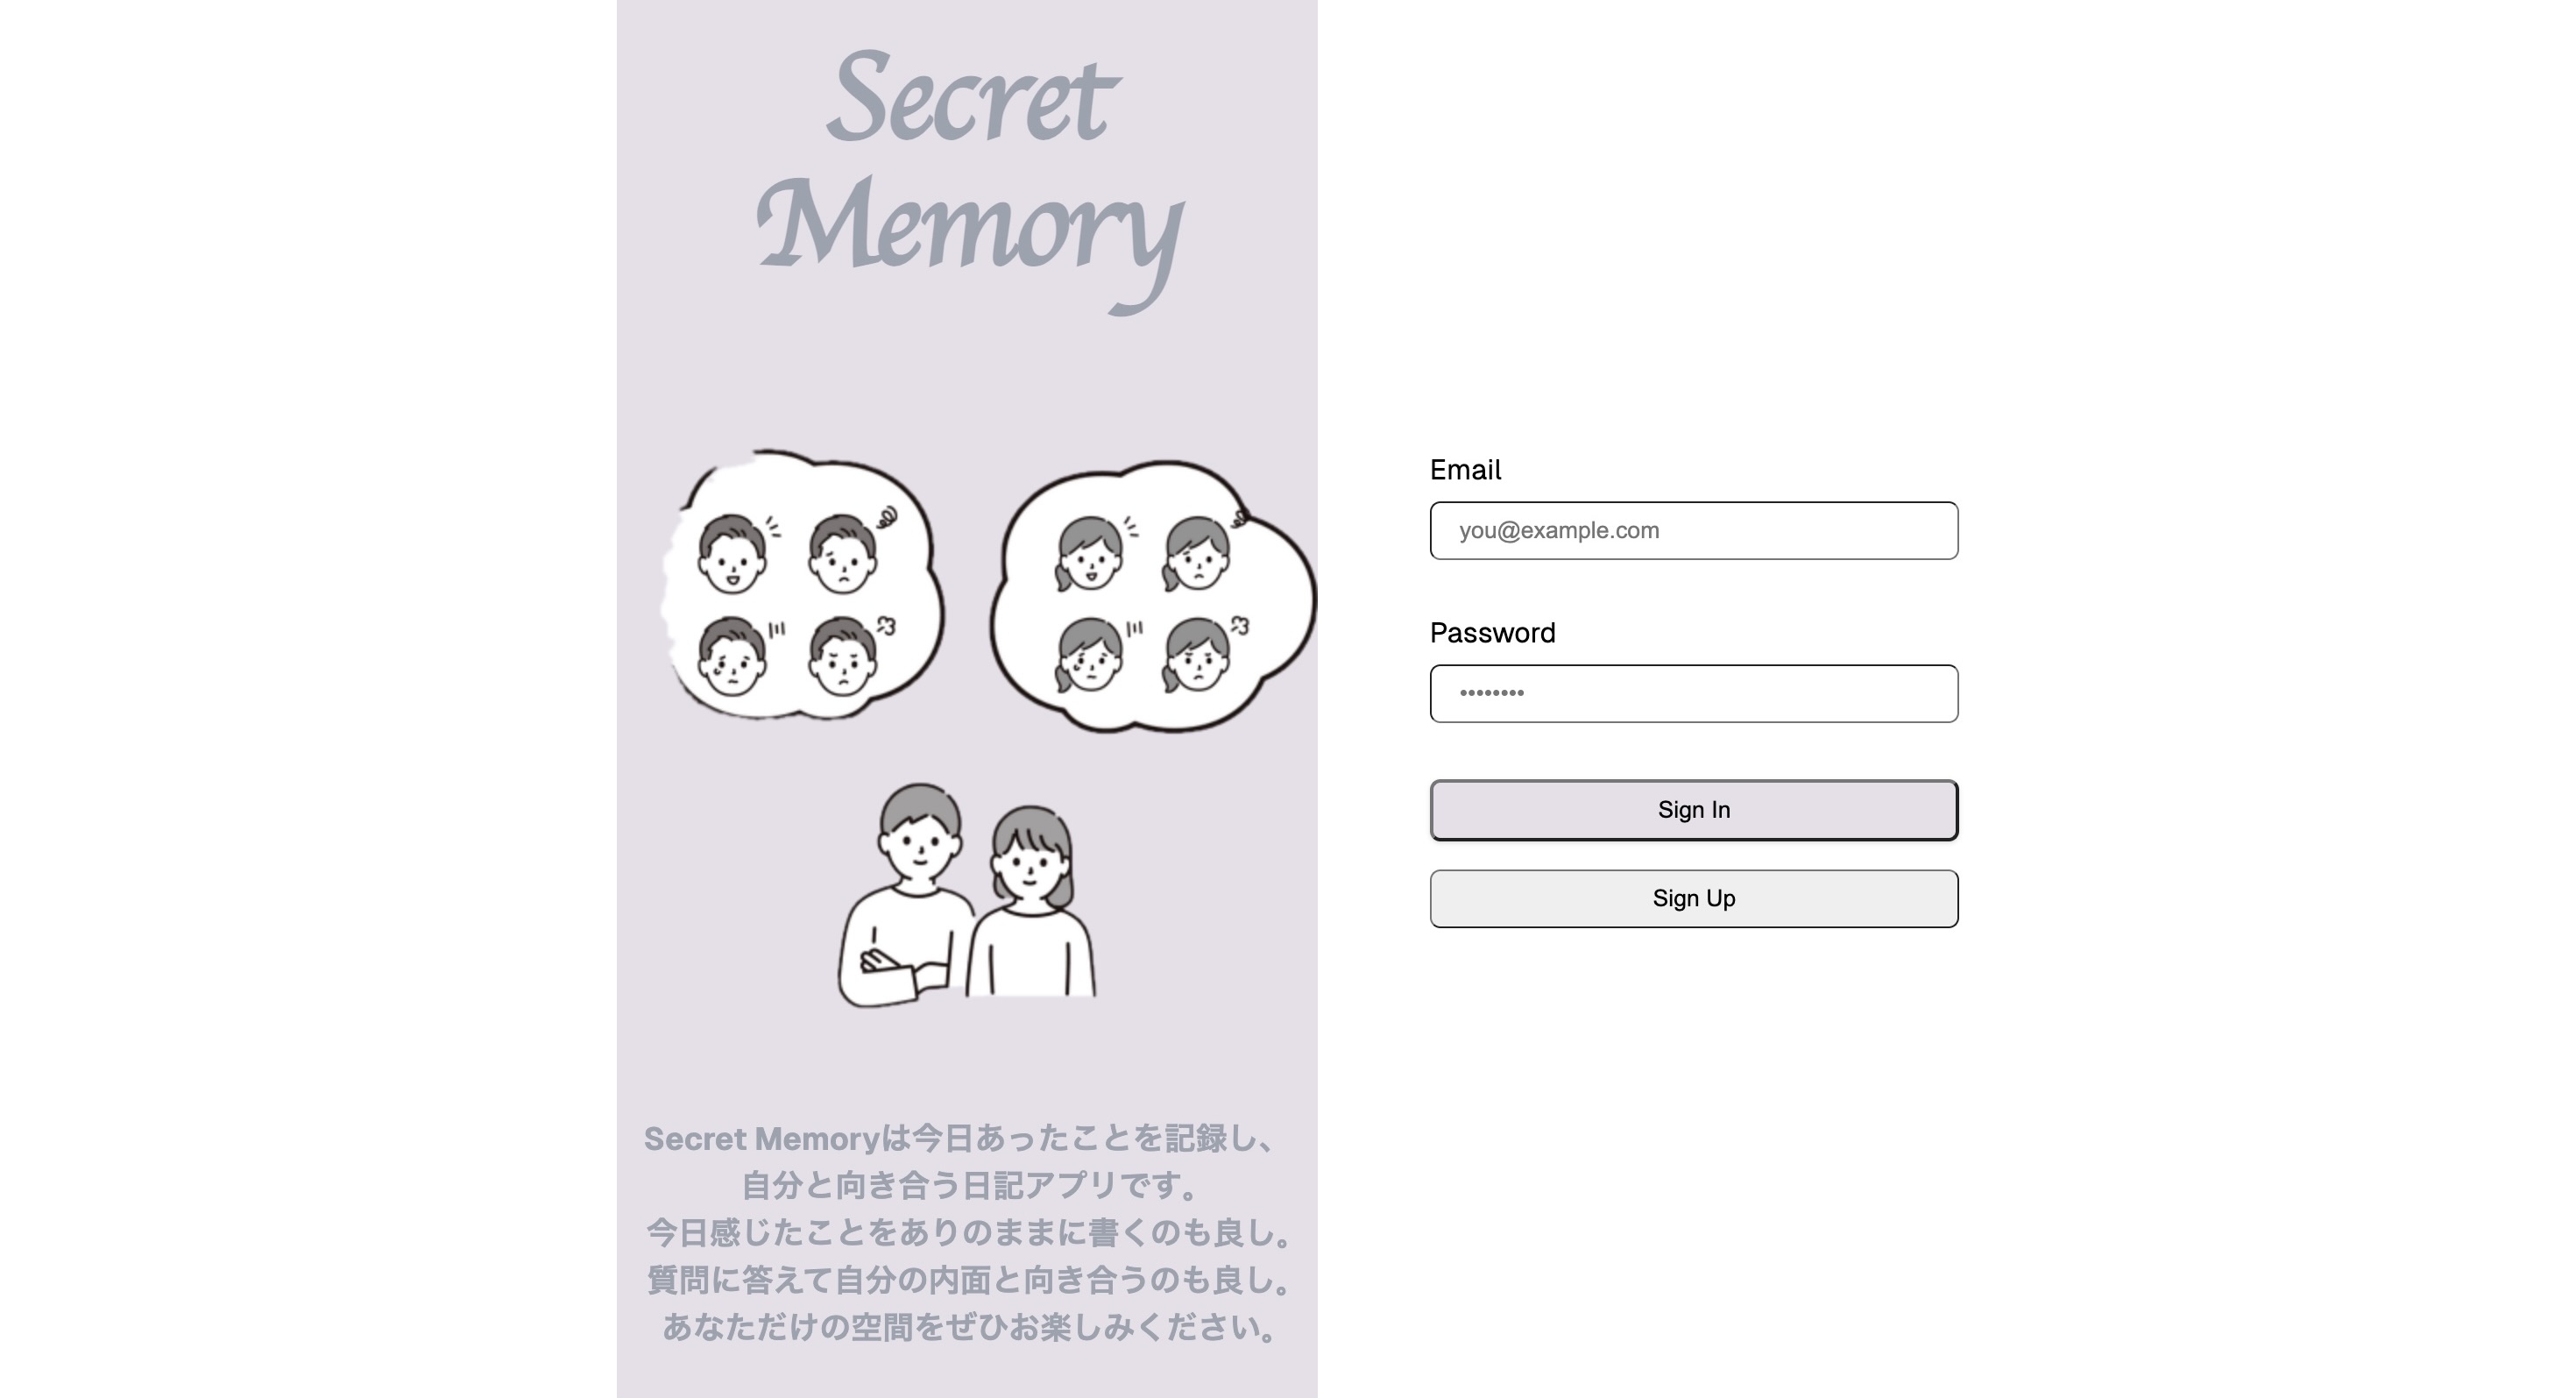 Secret
Memory
Secret Memoryは今日あったことを記録し、
自分と向き合う日記アプリです。
今日感じたことをありのままに書くのも良し。
質問に答えて自分の内面と向き合うのも良し。
あなただけの空間をぜひお楽しみください。
Email
you@example.com
Password
••••••••
Sign In
Sign Up